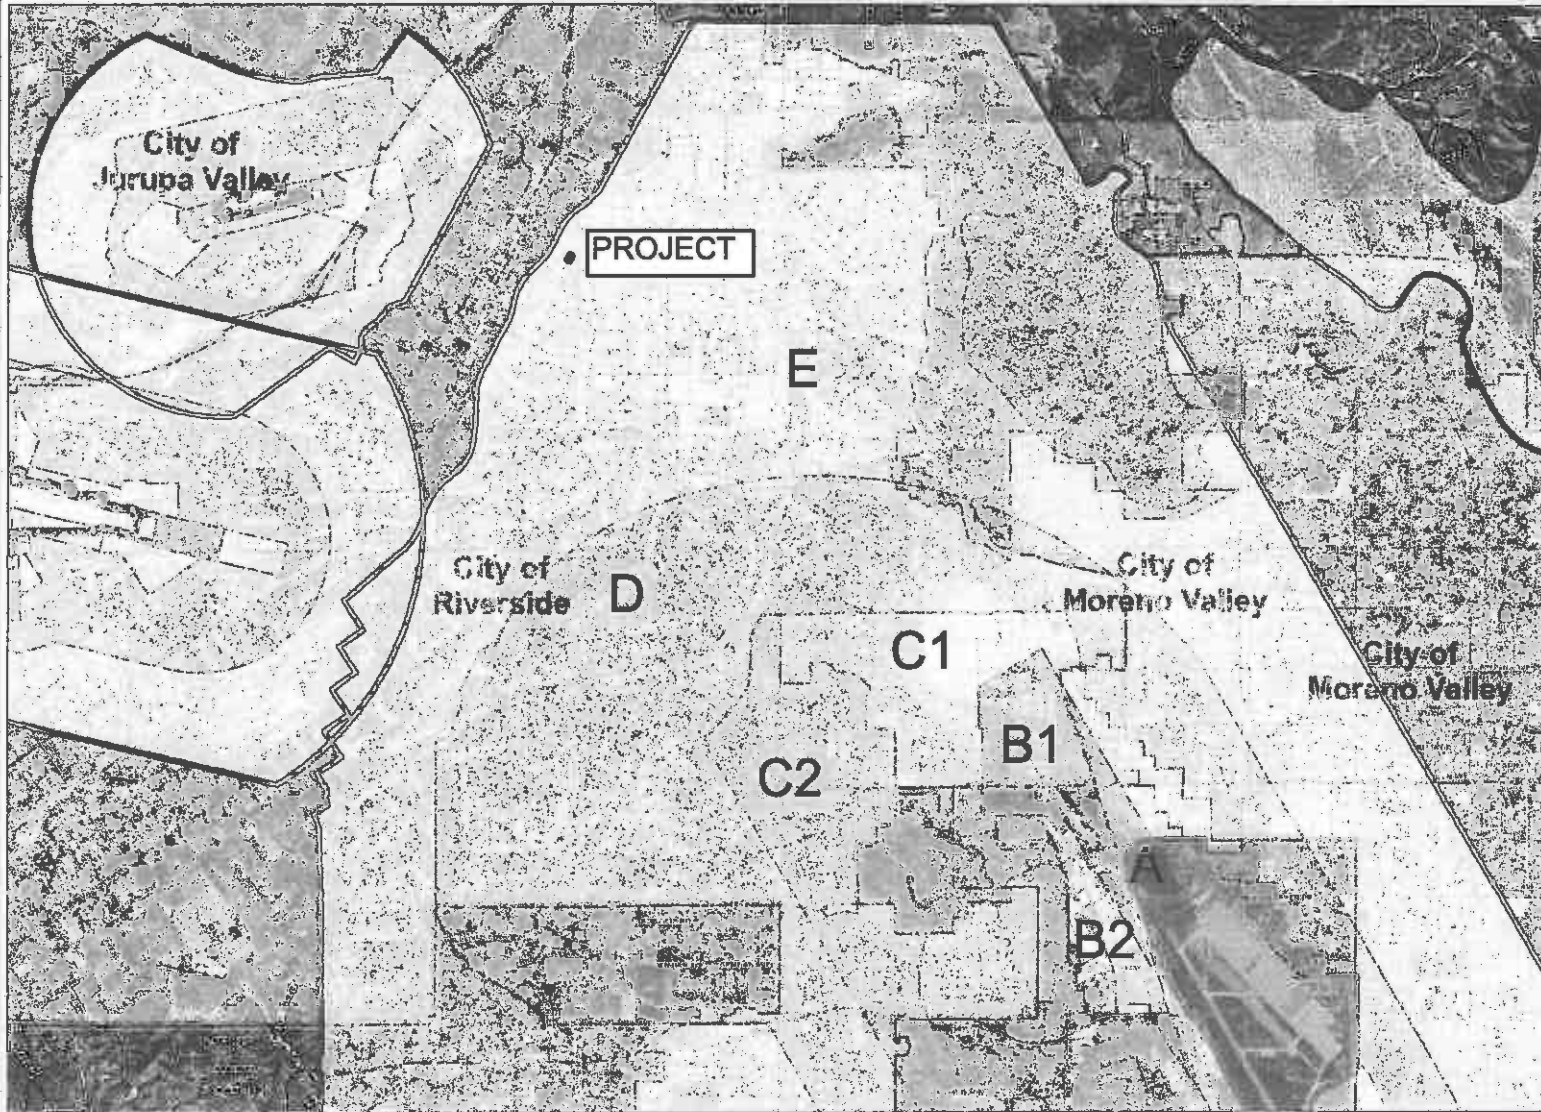 City of
Jurupa Valley
PROJECT
E
City of
Riverside
D
City of
Moreno Valley
C1
City of
Moreno Valley
B1
C2
A
B2